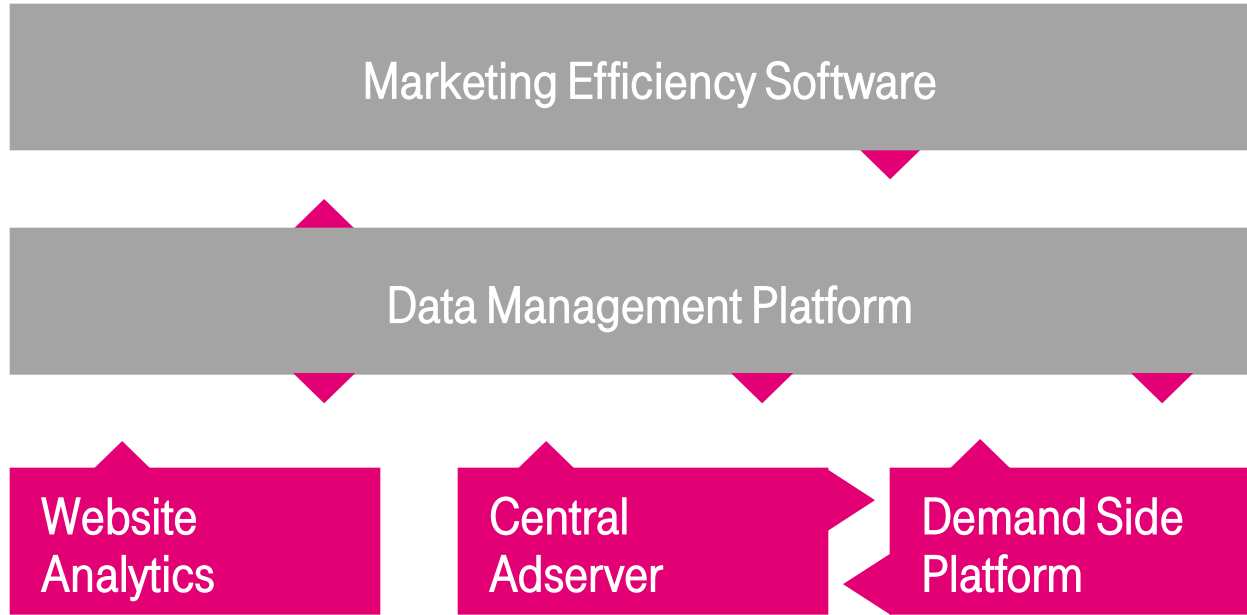 Marketing Efficiency Software
Data Management Platform
Website
Analytics
Central
Adserver
Demand Side
Platform